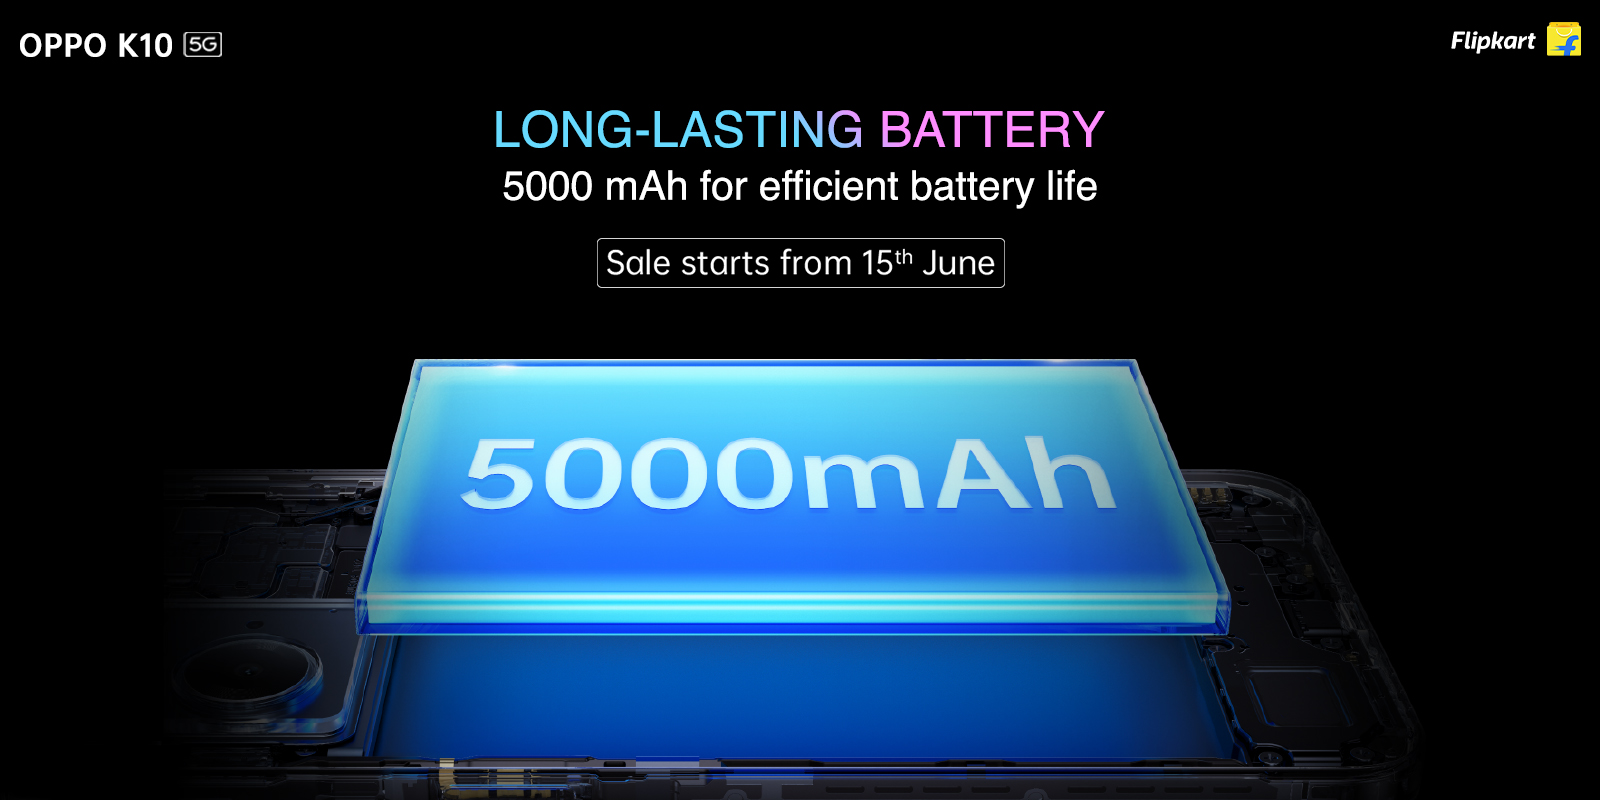 OPPO K10 5G
Flipkart
LONG-LASTING BATTERY
5000 mAh for efficient battery life
Sale starts from 15th June
5000mAh